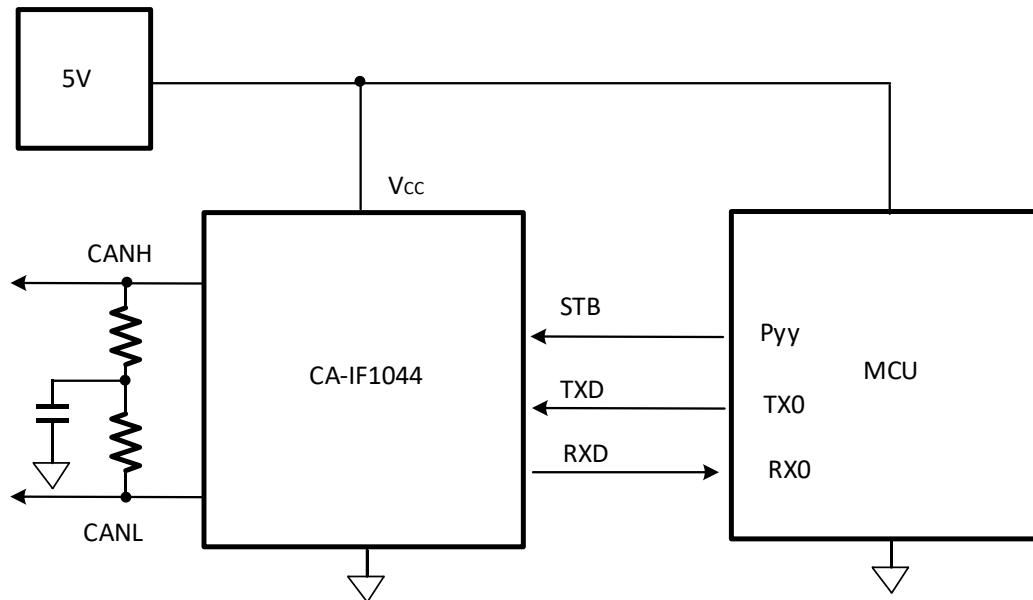 5V
VCC
CANH
STB
Pyy
CA-IF1044
MCU
TXD
TX0
RXD
RX0
CANL